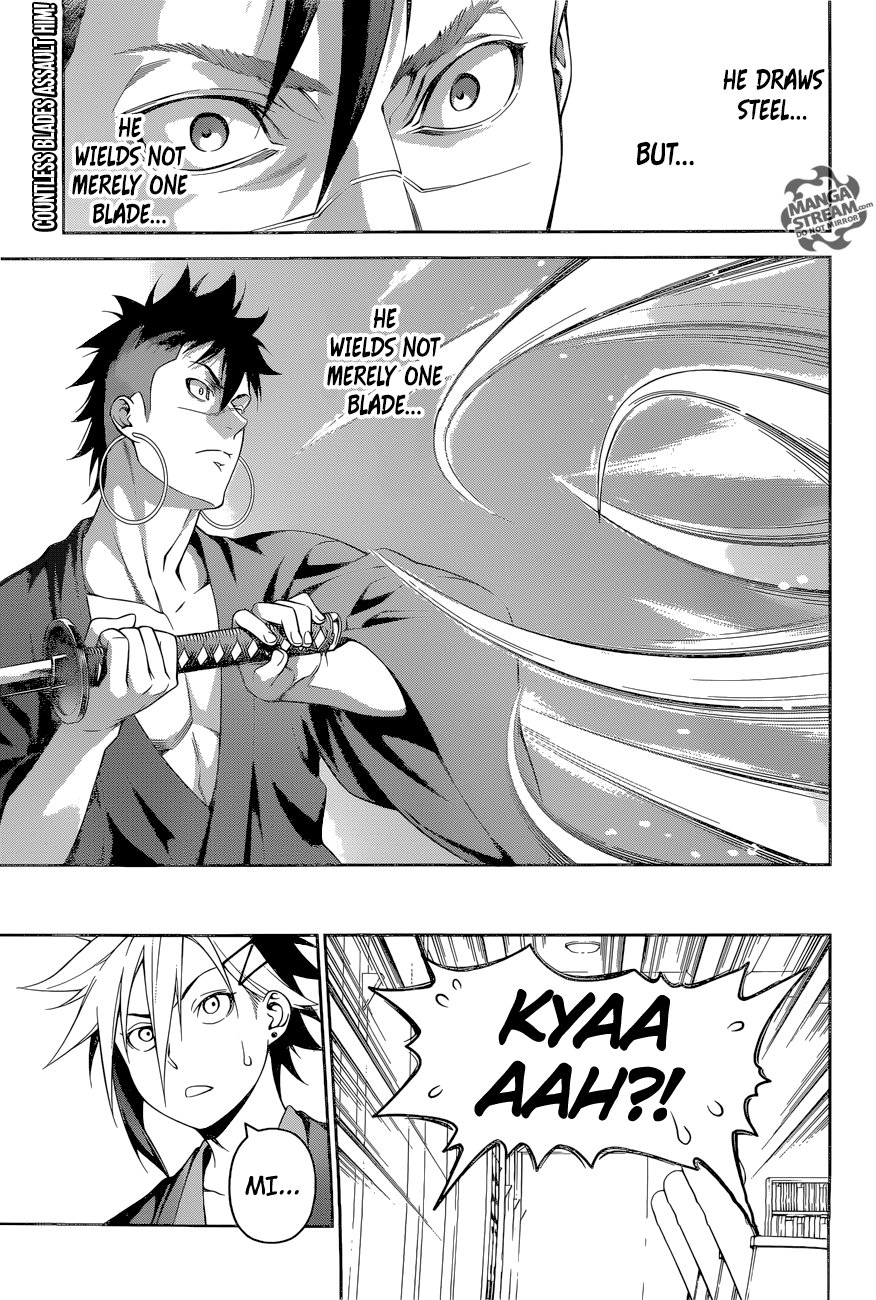 COUNTLESS BLADES ASSAULT HIM!
HE DRAWS
STEEL...
BUT...
HE
WIELDS NOT
MERELY ONE
BLADE...
MANGA
STREAM.com
DO NOT MIRROR
HE
WIELDS NOT
MERELY ONE
BLADE...
KYAA
AAH?!
MI...